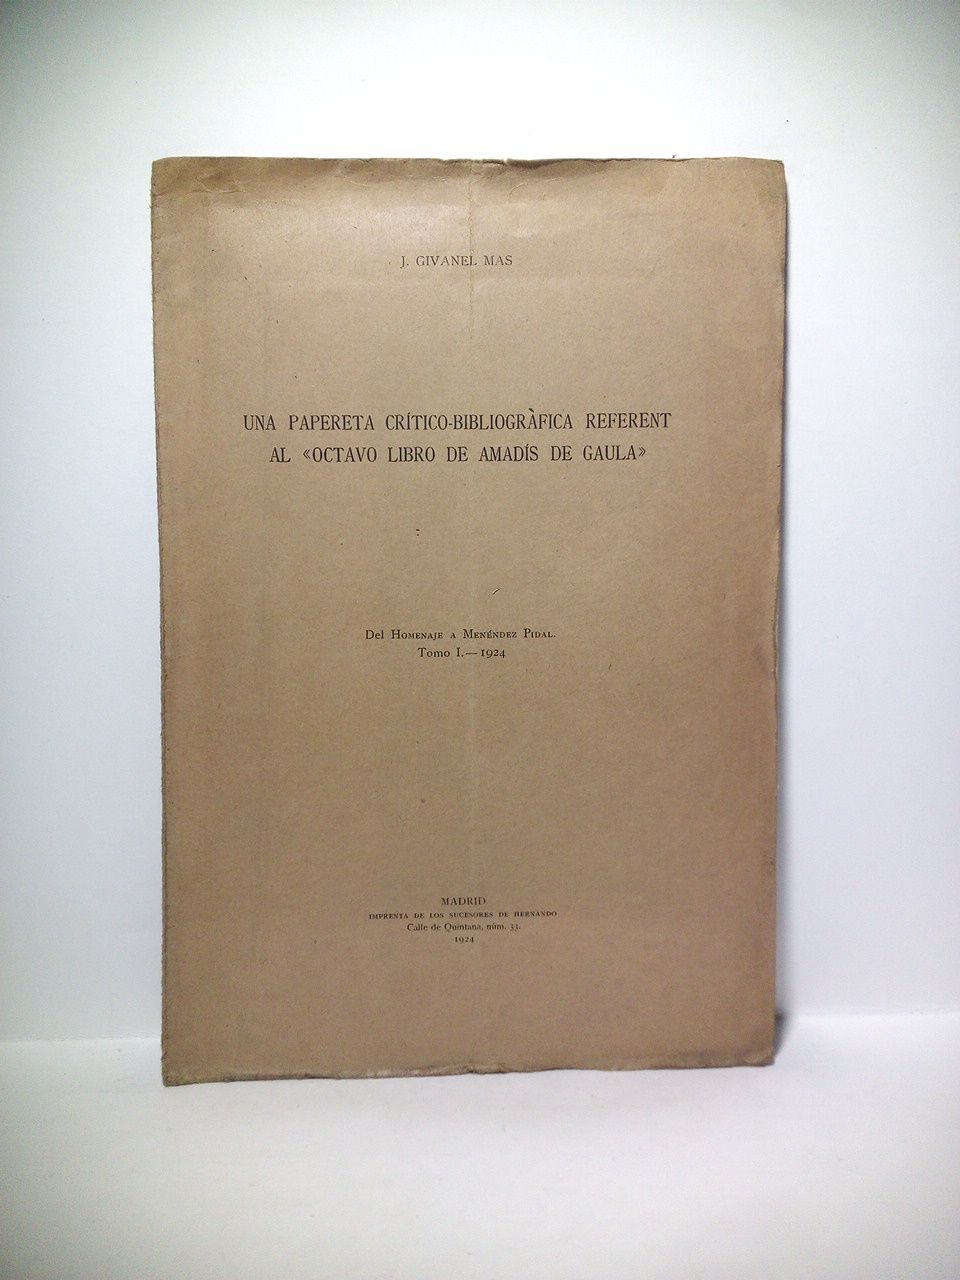 J. GIVANEL MAS
UNA PAPERETA CRÍTICO-BIBLIOGRÀFICA REFERENT
AL «OCTAVO LIBRO DE AMADÍS DE GAULA»
Del HOMENAJE A MENÉNDEZ PIDAL.
Tomo I.—1924
MADRID
IMPRENTA DE LOS SUCESORES DE HERNANDO
Calle de Quintana, núm. 33.
1924